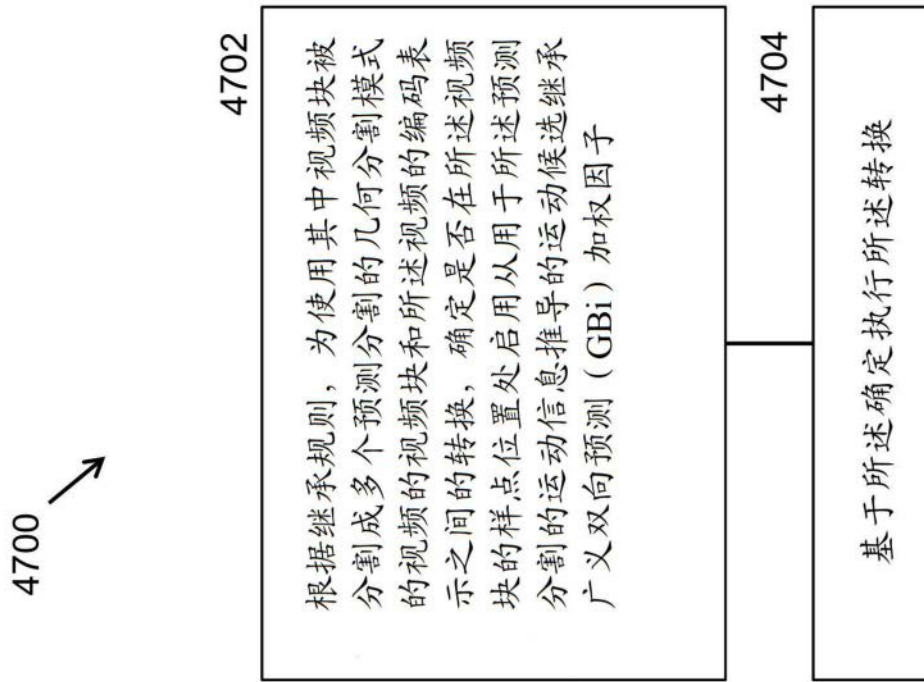 4700
4702
根据继承规则，为使用其中视频块被
分割成多个预测分割的几何分割模式
的视频的视频块和所述视频的编码表
示之间的转换，确定是否在所述视频
块的样点位置处启用从用于所述预测
分割的运动信息推导的运动候选继承
广义双向预测（GBi）加权因子
4704
基于所述确定执行所述转换